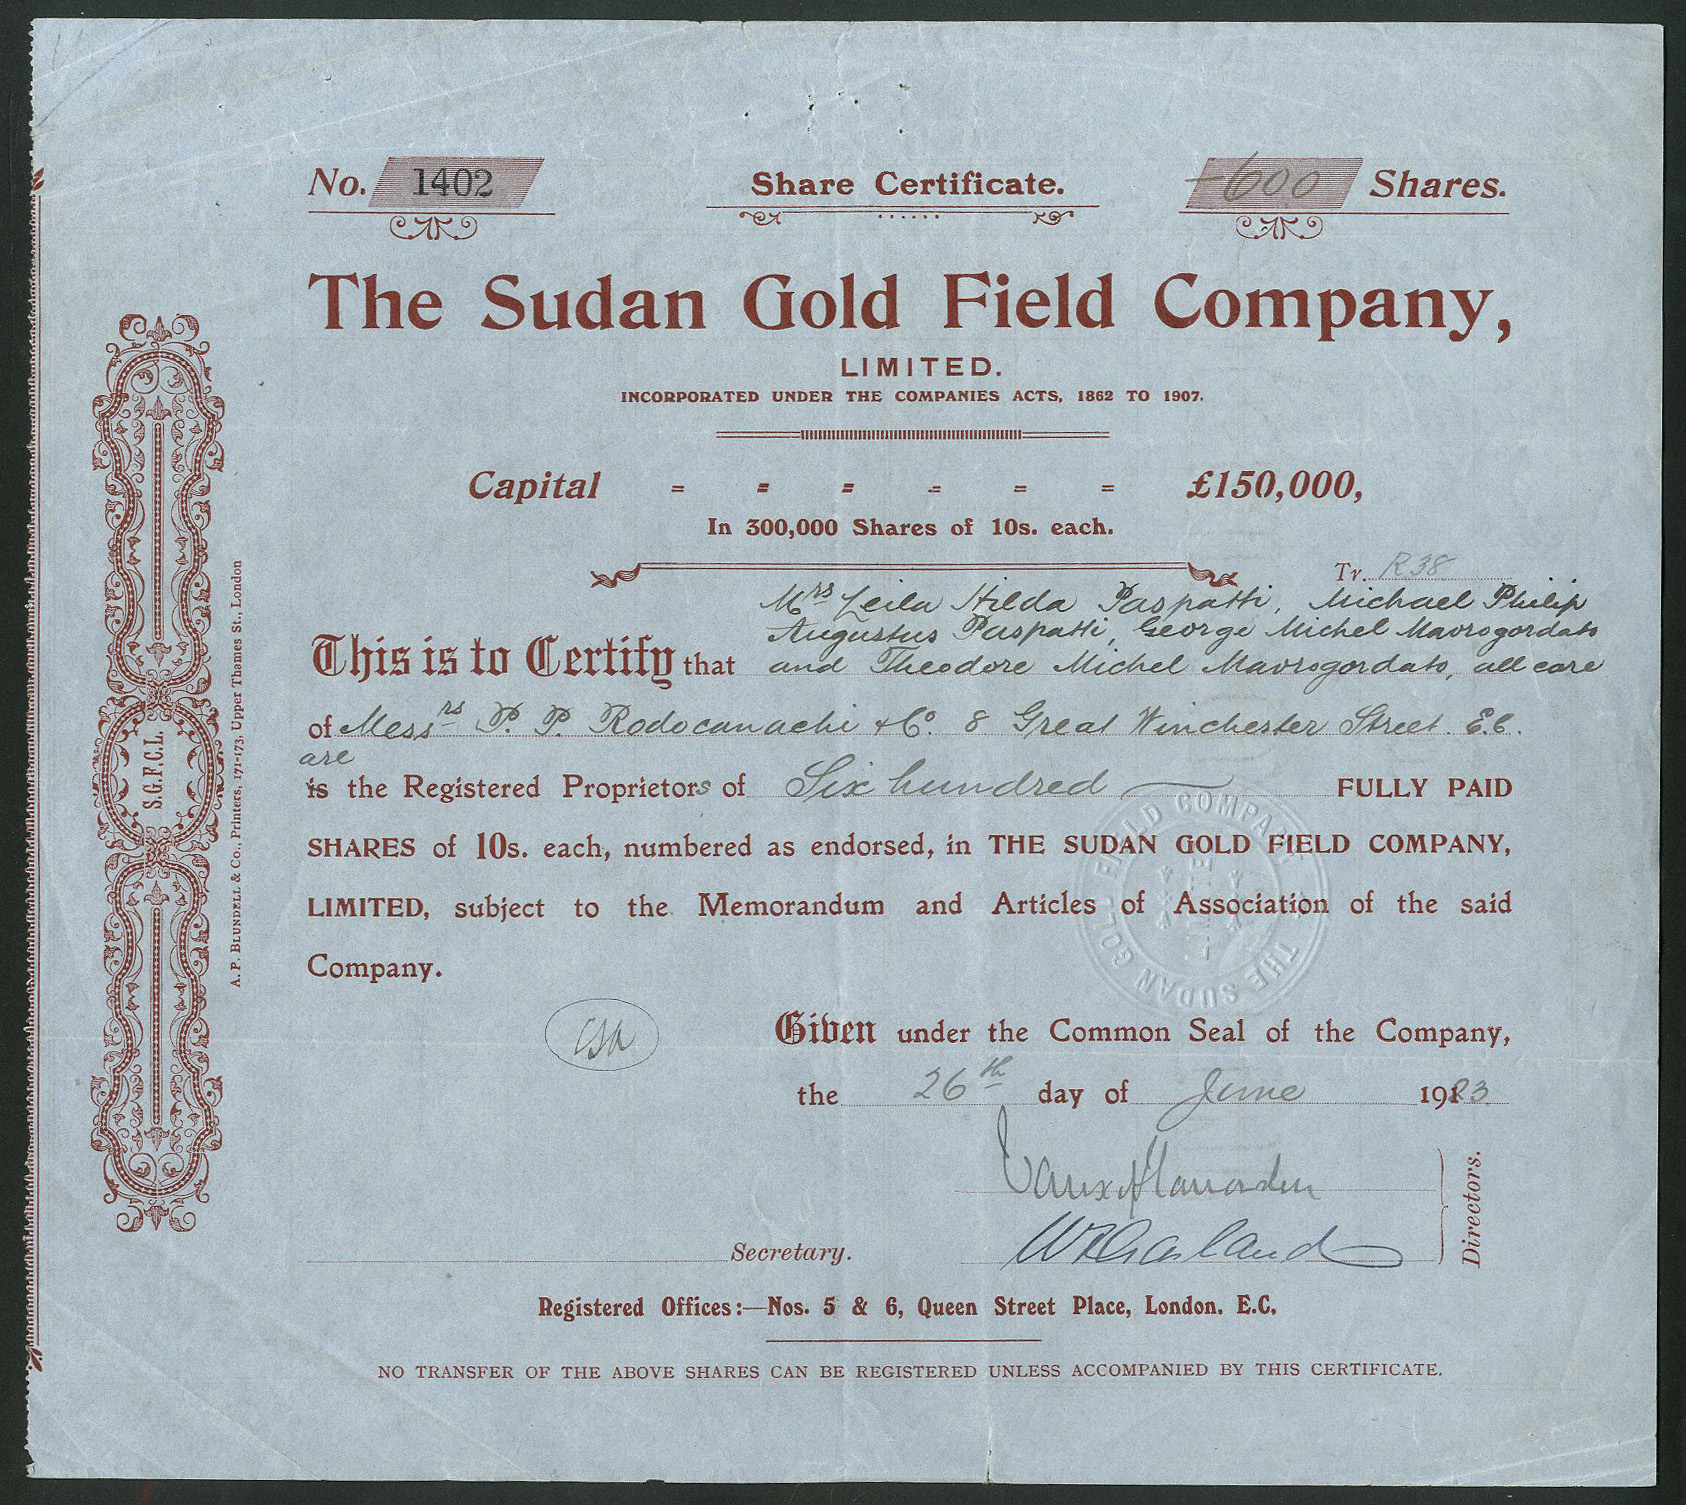 No. 1402
Share Certificate.
600 Shares.
The Sudan Gold Field Company,
LIMITED.
INCORPORATED UNDER THE COMPANIES ACTS, 1862 TO 1907.
Capital = = = = = = £150,000,
In 300,000 Shares of 10s. each.
Tr. R38
Mrs Leila Hilda Paspatti, Michael Philip
Augustus Paspatti, George Michel Mavrogordato
This is to Certify that and Theodore Michel Mavrogordato, all care
of Messrs P. P. Rodocanachi & Co. 8 Great Winchester Street. E.C.
are
is the Registered Proprietors of Six hundred FULLY PAID
SHARES of 10s. each, numbered as endorsed, in THE SUDAN GOLD FIELD COMPANY,
LIMITED, subject to the Memorandum and Articles of Association of the said
Company.
THE SUDAN GOLD FIELD COMPANY
LIMITED
Given under the Common Seal of the Company,
the 26th day of June 1923
W Garland
Directors.
Secretary.
Registered Offices:—Nos. 5 & 6, Queen Street Place, London. E.C.
NO TRANSFER OF THE ABOVE SHARES CAN BE REGISTERED UNLESS ACCOMPANIED BY THIS CERTIFICATE.
S.G.F.C.L.
A.P. BLUNDELL & Co., Printers, 171-173, Upper Thames St., London